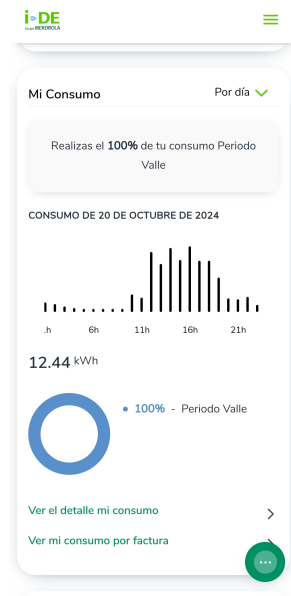 i-DE
Grupo IBERDROLA
Mi Consumo
Por día
Realizas el 100% de tu consumo Periodo
Valle
CONSUMO DE 20 DE OCTUBRE DE 2024
.h 6h 11h 16h 21h
12.44 kWh
100% - Periodo Valle
Ver el detalle mi consumo
Ver mi consumo por factura